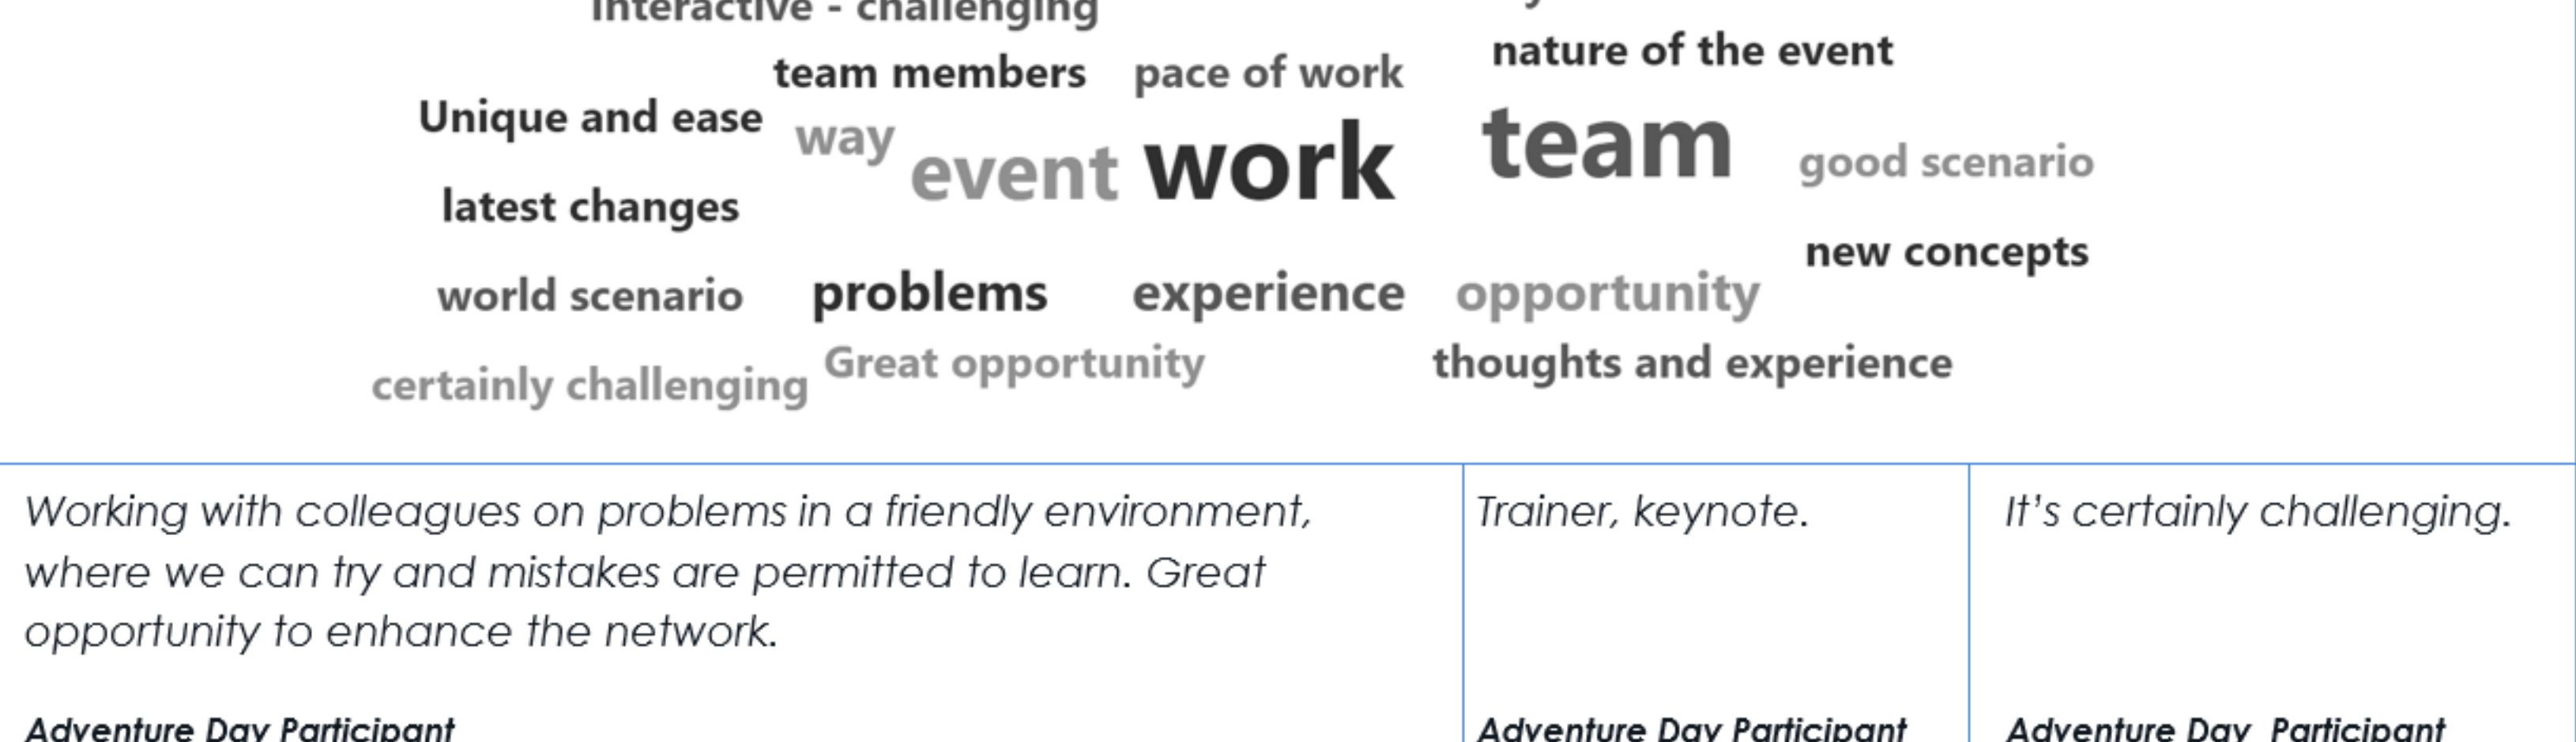 Interactive - challenging
nature of the event
team members pace of work
Unique and ease
way
event work team good scenario
latest changes
new concepts
world scenario problems experience opportunity
Great opportunity thoughts and experience
certainly challenging
Working with colleagues on problems in a friendly environment,
where we can try and mistakes are permitted to learn. Great
opportunity to enhance the network.
Adventure Day Participant
Trainer, keynote.
Adventure Day Participant
It's certainly challenging.
Adventure Day  Participant